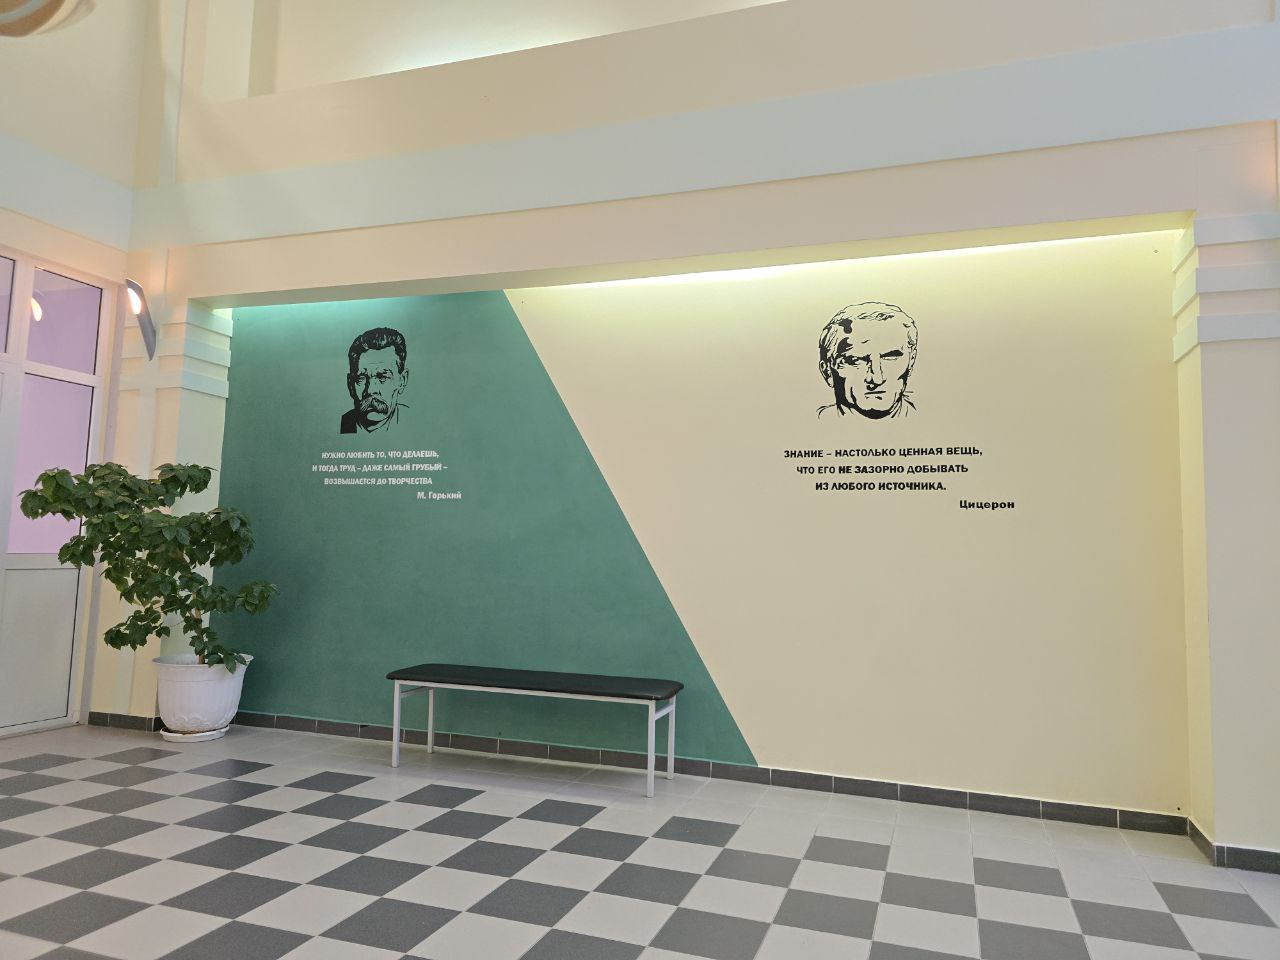 НУЖНО ЛЮБИТЬ ТО, ЧТО ДЕЛАЕШЬ,
И ТОГДА ТРУД – ДАЖЕ САМЫЙ ГРУБЫЙ –
ВОЗВЫШАЕТСЯ ДО ТВОРЧЕСТВА
М. Горький
ЗНАНИЕ – НАСТОЛЬКО ЦЕННАЯ ВЕЩЬ,
ЧТО ЕГО НЕ ЗАЗОРНО ДОБЫВАТЬ
ИЗ ЛЮБОГО ИСТОЧНИКА.
Цицерон